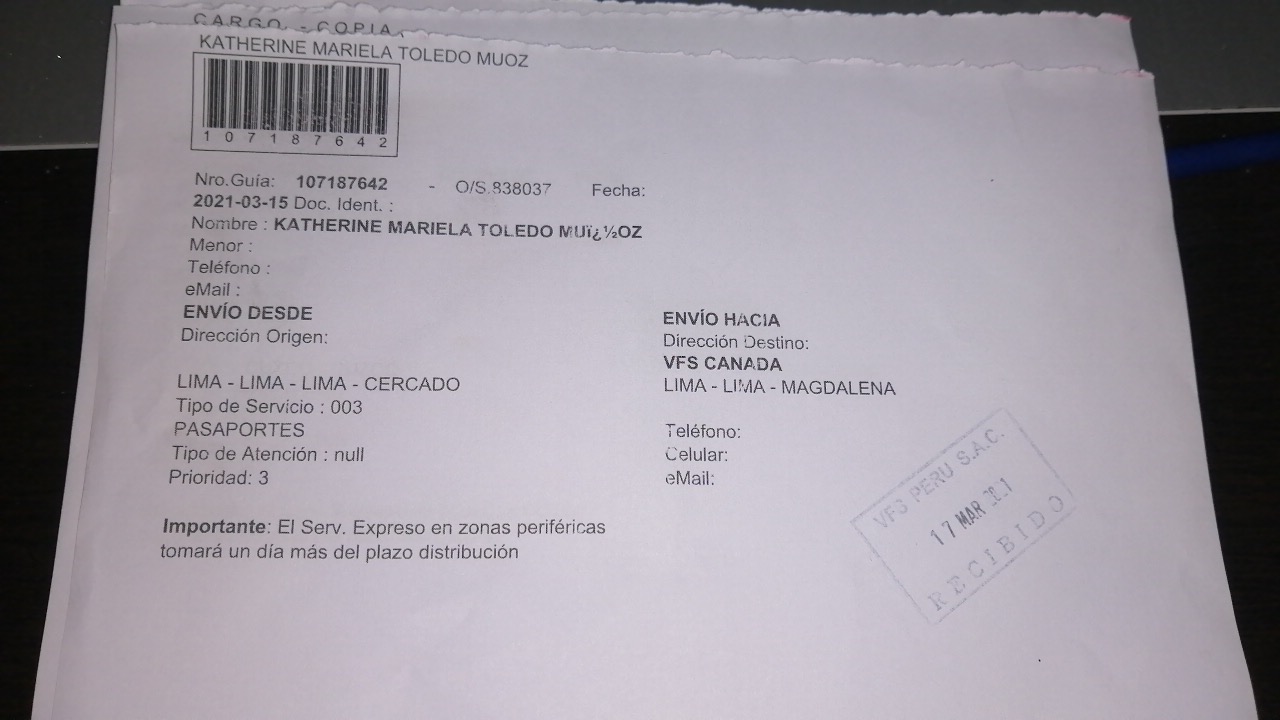 CARGO - COPIA
KATHERINE MARIELA TOLEDO MUOZ
1 0 7 1 8 7 6 4 2
Nro.Guía: 107187642 - O/S.838037 Fecha:
2021-03-15 Doc. Ident. :
Nombre : KATHERINE MARIELA TOLEDO MUï¿½OZ
Menor :
Teléfono :
eMail :
ENVÍO DESDE
Dirección Origen:
LIMA - LIMA - LIMA - CERCADO
Tipo de Servicio : 003
PASAPORTES
Tipo de Atención : null
Prioridad: 3
ENVÍO HACIA
Dirección Destino:
VFS CANADA
LIMA - LIMA - MAGDALENA
Teléfono:
Celular:
eMail:
Importante: El Serv. Expreso en zonas periféricas
tomará un día más del plazo distribución
VFS PERU S.A.C.
17 MAR 2021
RECIBIDO